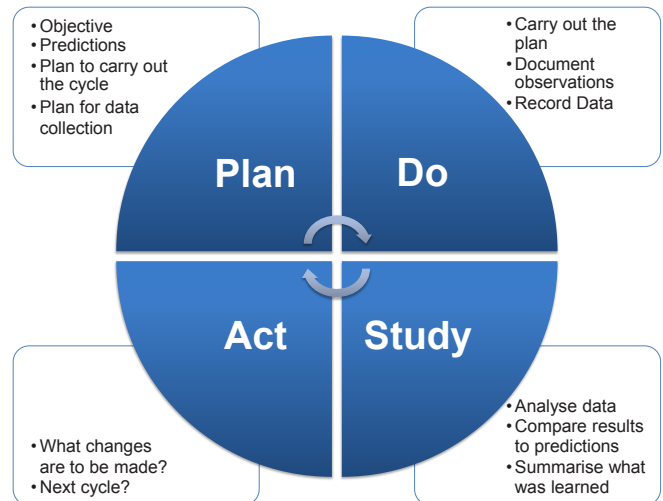 • Objective
• Predictions
• Plan to carry out
the cycle
• Plan for data
collection
• Carry out the
plan
• Document
observations
• Record Data
Plan
Do
Act
Study
• What changes
are to be made?
• Next cycle?
• Analyse data
• Compare results
to predictions
• Summarise what
was learned